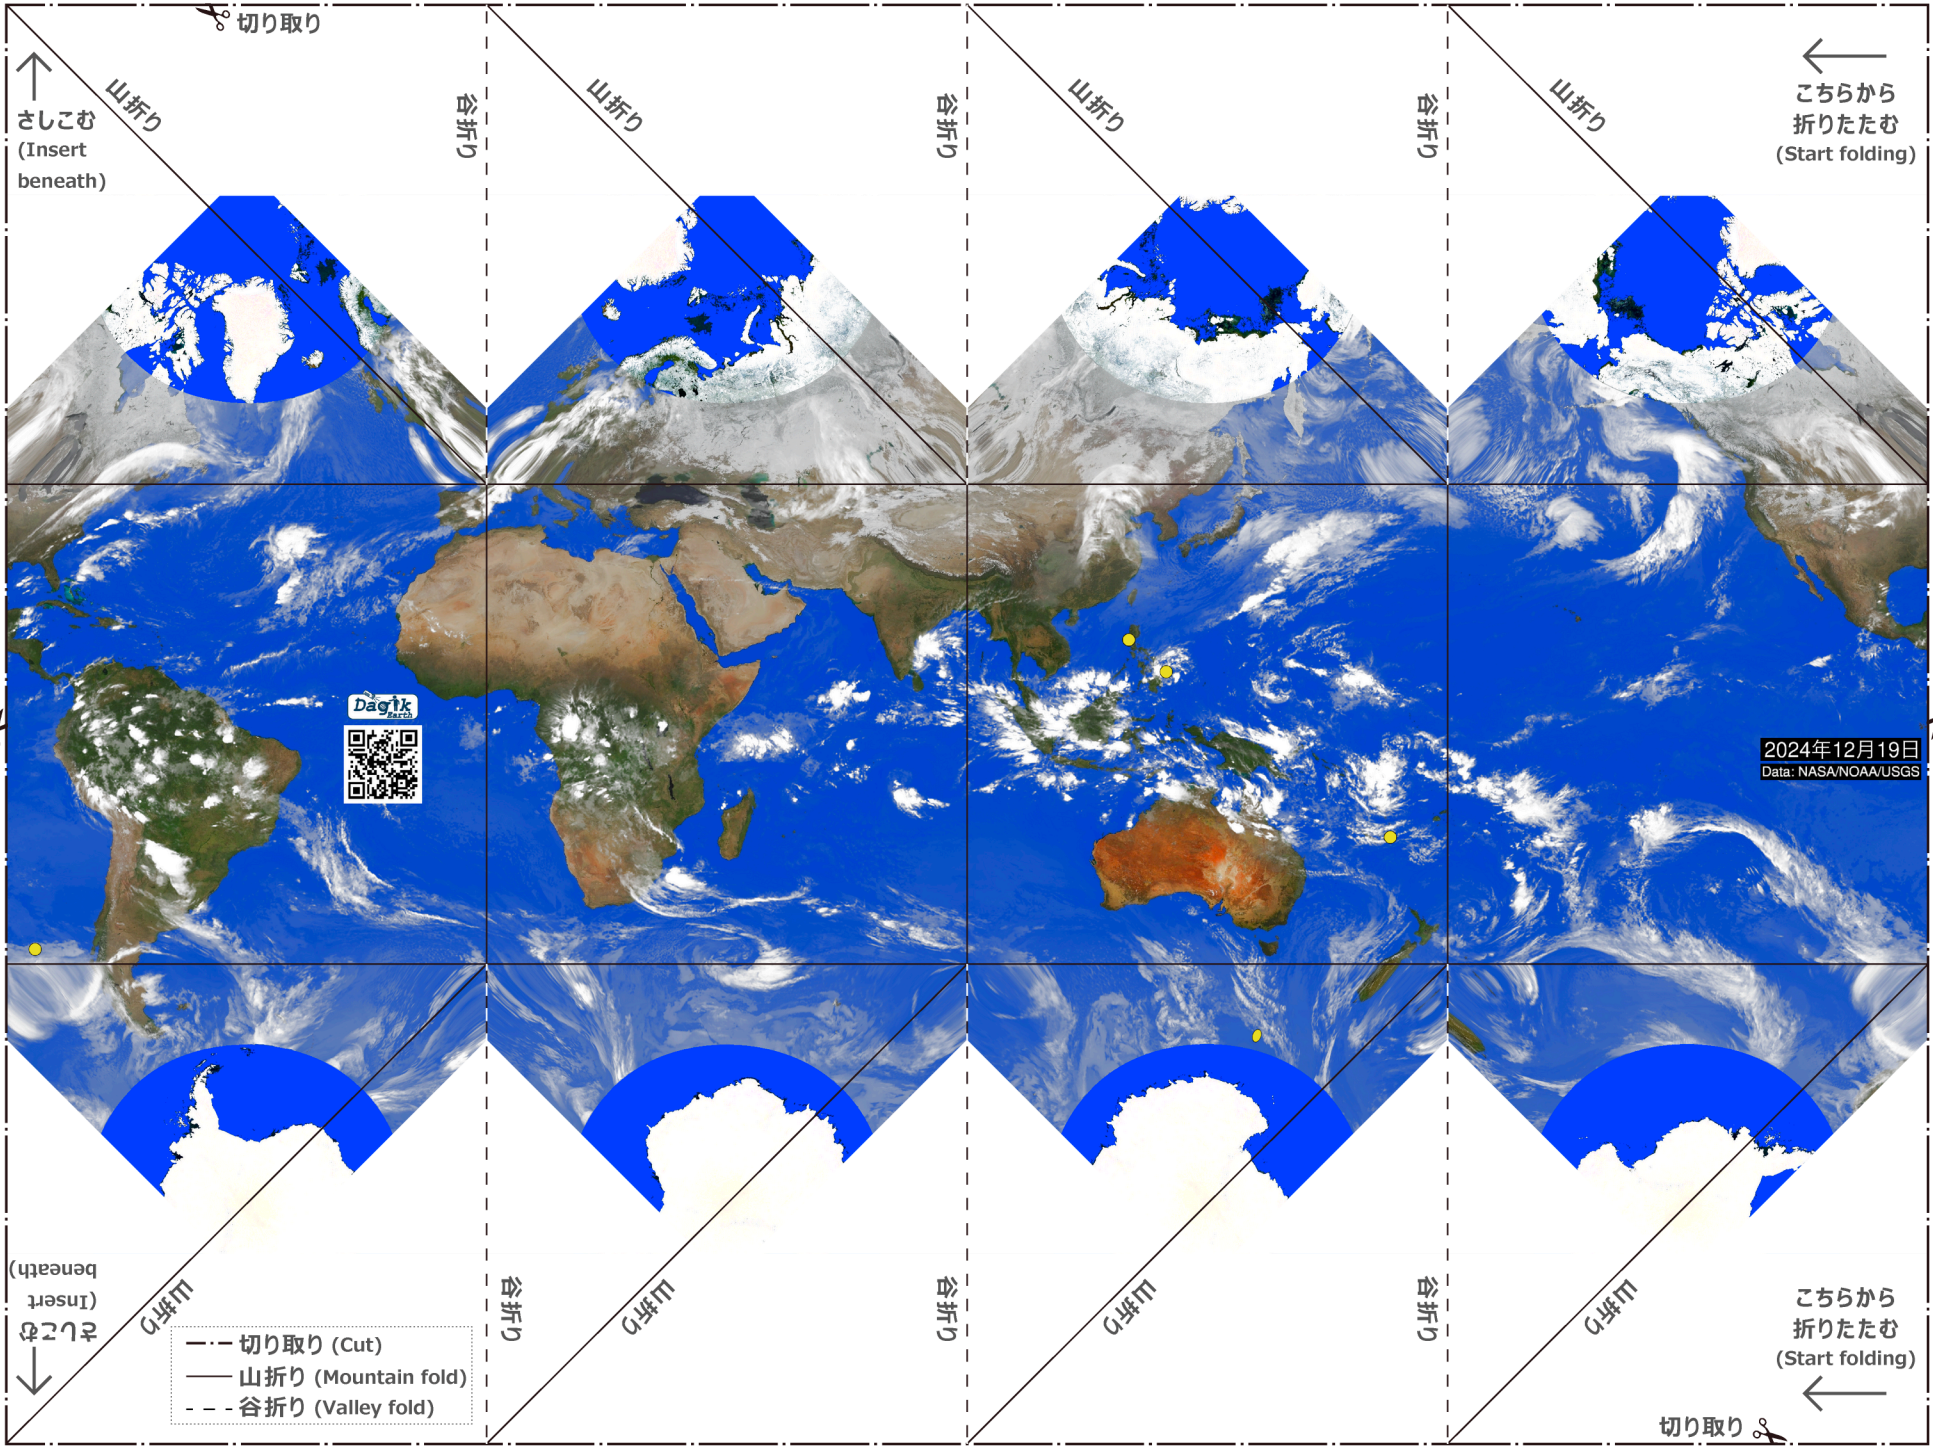 切り取り
山折り
谷折り
山折り
谷折り
山折り
谷折り
山折り
さしこむ
(Insert
beneath)
こちらから
折りたたむ
(Start folding)
Dagik
Earth
2024年12月19日
Data: NASA/NOAA/USGS
さしこむ
(Insert
beneath)
山折り
谷折り
山折り
谷折り
山折り
谷折り
山折り
こちらから
折りたたむ
(Start folding)
切り取り (Cut)
山折り (Mountain fold)
谷折り (Valley fold)
切り取り